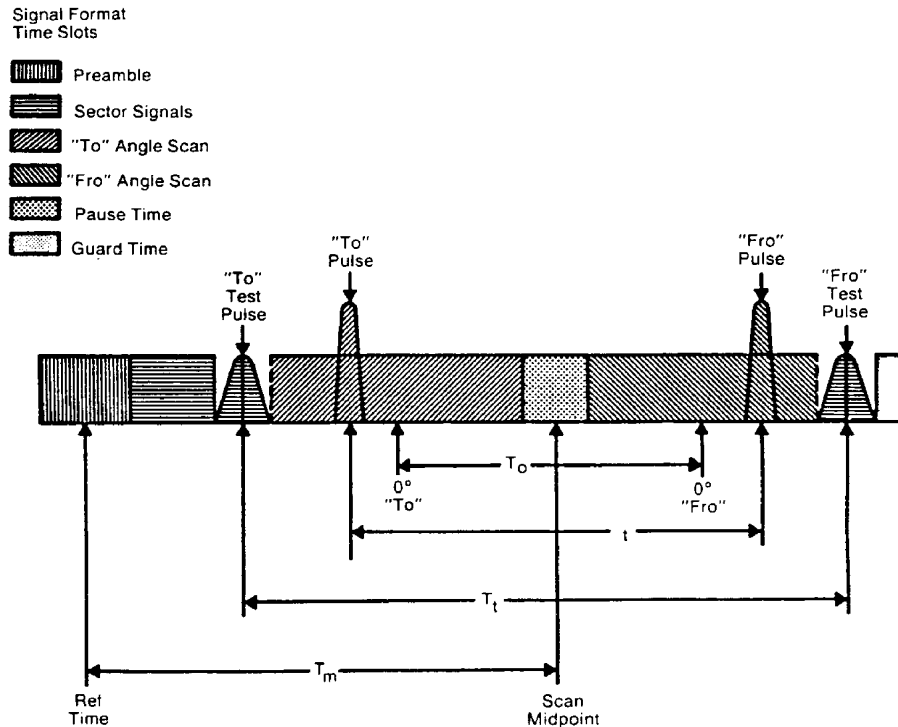 Signal Format
Time Slots
Preamble
Sector Signals
"To" Angle Scan
"Fro" Angle Scan
Pause Time
Guard Time
"To"
Test
Pulse
"To"
Pulse
"Fro"
Pulse
"Fro"
Test
Pulse
To
0°
"To"
0°
"Fro"
t
Tt
Tm
Ref
Time
Scan
Midpoint